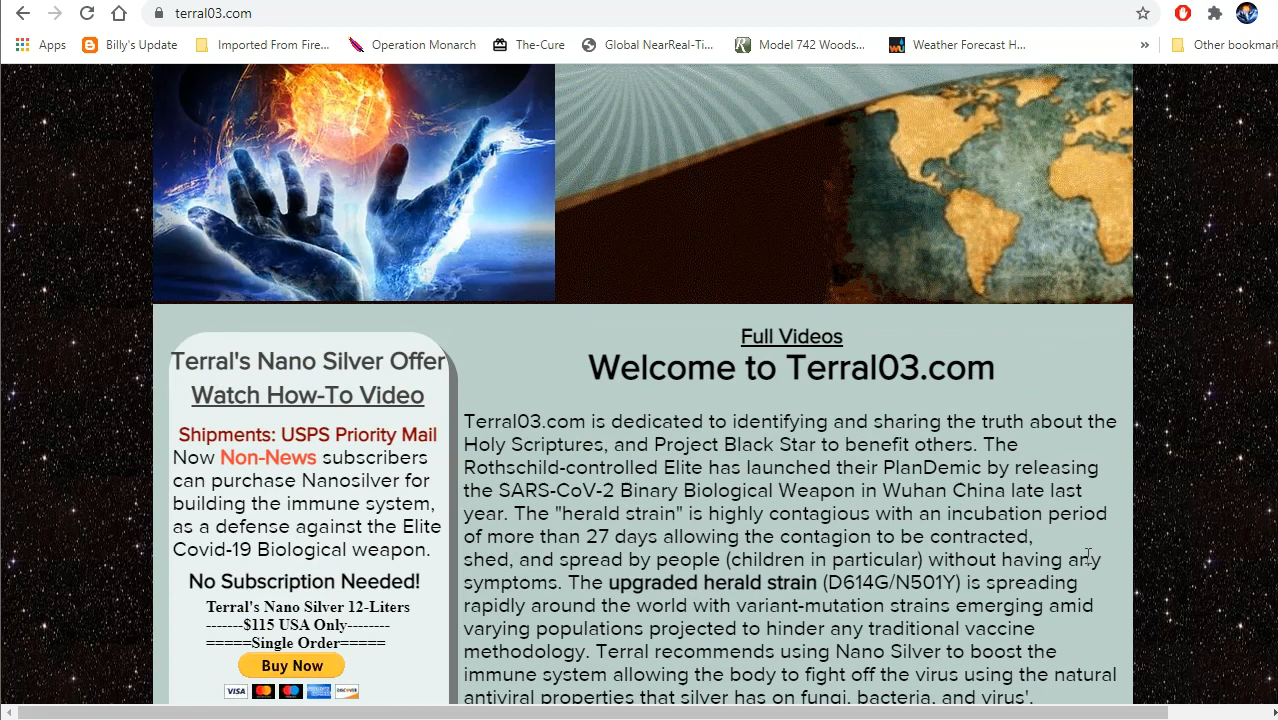 terral03.com
Apps
Billy's Update
Imported From Fire...
Operation Monarch
The-Cure
Global NearReal-Ti...
Model 742 Woods...
Weather Forecast H...
»
Other bookmar
Terral's Nano Silver Offer
Watch How-To Video
Shipments: USPS Priority Mail
Now Non-News subscribers
can purchase Nanosilver for
building the immune system,
as a defense against the Elite
Covid-19 Biological weapon.
No Subscription Needed!
Terral's Nano Silver 12-Liters
-------$115 USA Only--------
=====Single Order=====
Buy Now
VISA
DISCOVER
Full Videos
Welcome to Terral03.com
Terral03.com is dedicated to identifying and sharing the truth about the
Holy Scriptures, and Project Black Star to benefit others. The
Rothschild-controlled Elite has launched their PlanDemic by releasing
the SARS-CoV-2 Binary Biological Weapon in Wuhan China late last
year. The "herald strain" is highly contagious with an incubation period
of more than 27 days allowing the contagion to be contracted,
shed, and spread by people (children in particular) without having any
symptoms. The upgraded herald strain (D614G/N501Y) is spreading
rapidly around the world with variant-mutation strains emerging amid
varying populations projected to hinder any traditional vaccine
methodology. Terral recommends using Nano Silver to boost the
immune system allowing the body to fight off the virus using the natural
antiviral properties that silver has on fungi, bacteria, and virus'.